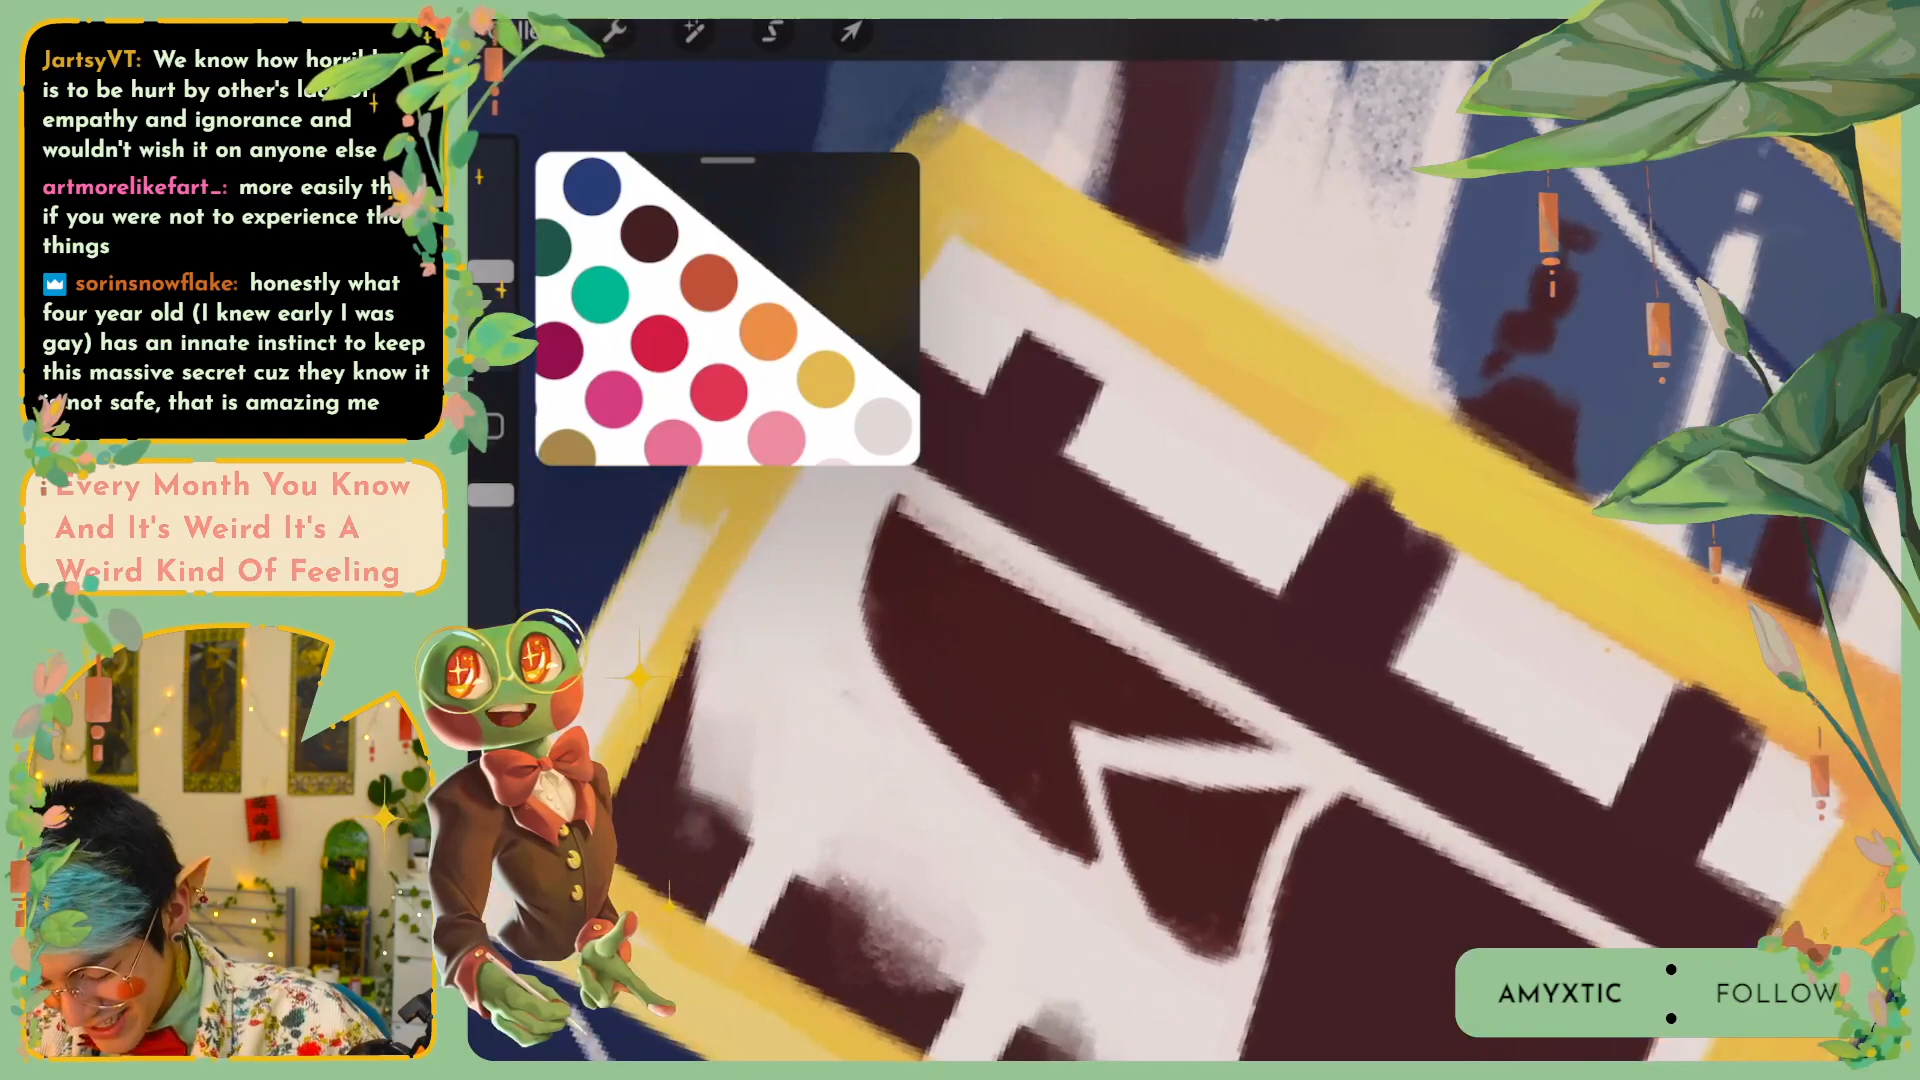 JartsyVT: We know how
is to be hurt by other's
empathy and ignorance and
wouldn't wish it on anyone else
artmorelikefart_: more easily
if you were not to experience
things
sorinsnowflake: honestly what
four year old (I knew early I was
gay) has an innate instinct to keep
this massive secret cuz they know it
not safe, that is amazing me
Every Month You Know
And It's Weird It's A
Weird Kind Of Feeling
AMYXTIC
FOLLOW